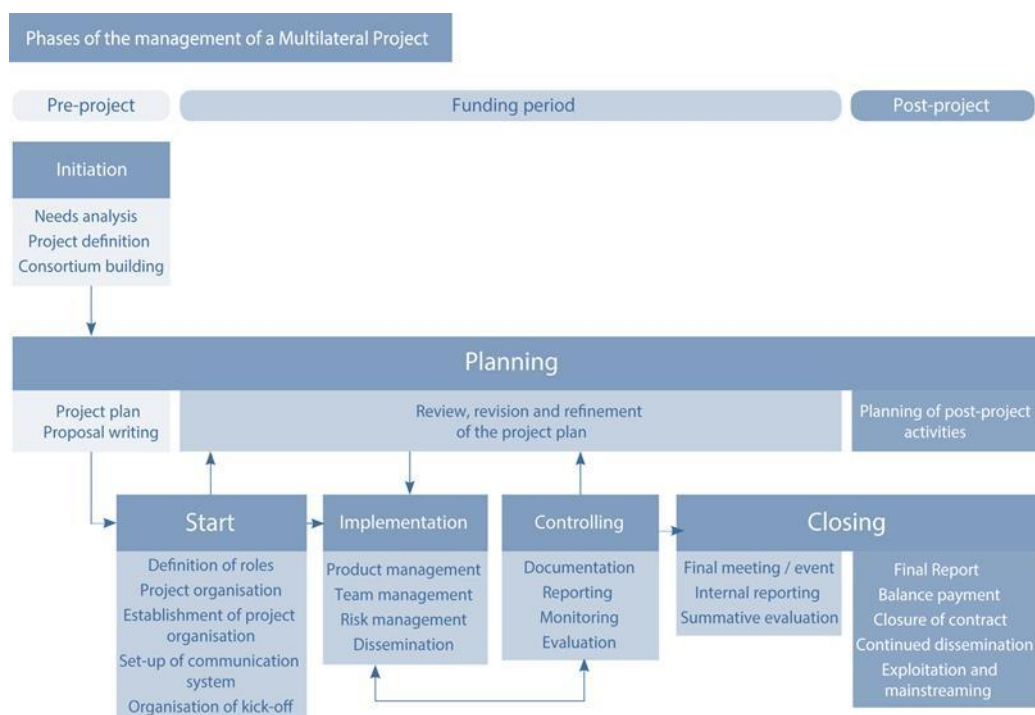 Phases of the management of a Multilateral Project
Pre-project
Funding period
Post-project
Initiation
Needs analysis
Project definition
Consortium building
Planning
Project plan
Proposal writing
Review, revision and refinement
of the project plan
Planning of post-project
activities
Start
Definition of roles
Project organisation
Establishment of project
organisation
Set-up of communication
system
Organisation of kick-off
Implementation
Product management
Team management
Risk management
Dissemination
Controlling
Documentation
Reporting
Monitoring
Evaluation
Closing
Final meeting / event
Internal reporting
Summative evaluation
Final Report
Balance payment
Closure of contract
Continued dissemination
Exploitation and
mainstreaming